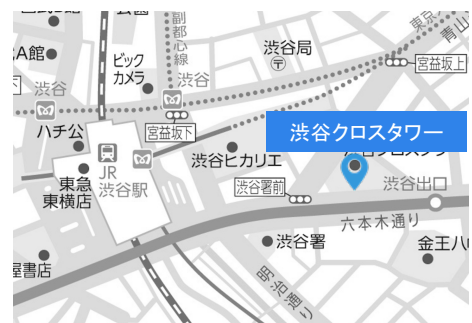 副都心線
A館
ビック
カメラ
渋谷局
青山
宮益坂上
渋谷
渋谷
ハチ公
宮益坂下
渋谷クロスタワー
渋谷ヒカリエ
JR
渋谷駅
東急
東横店
渋谷署前
渋谷出口
六本木通り
渋谷署
金王八
屋書店
明治通り